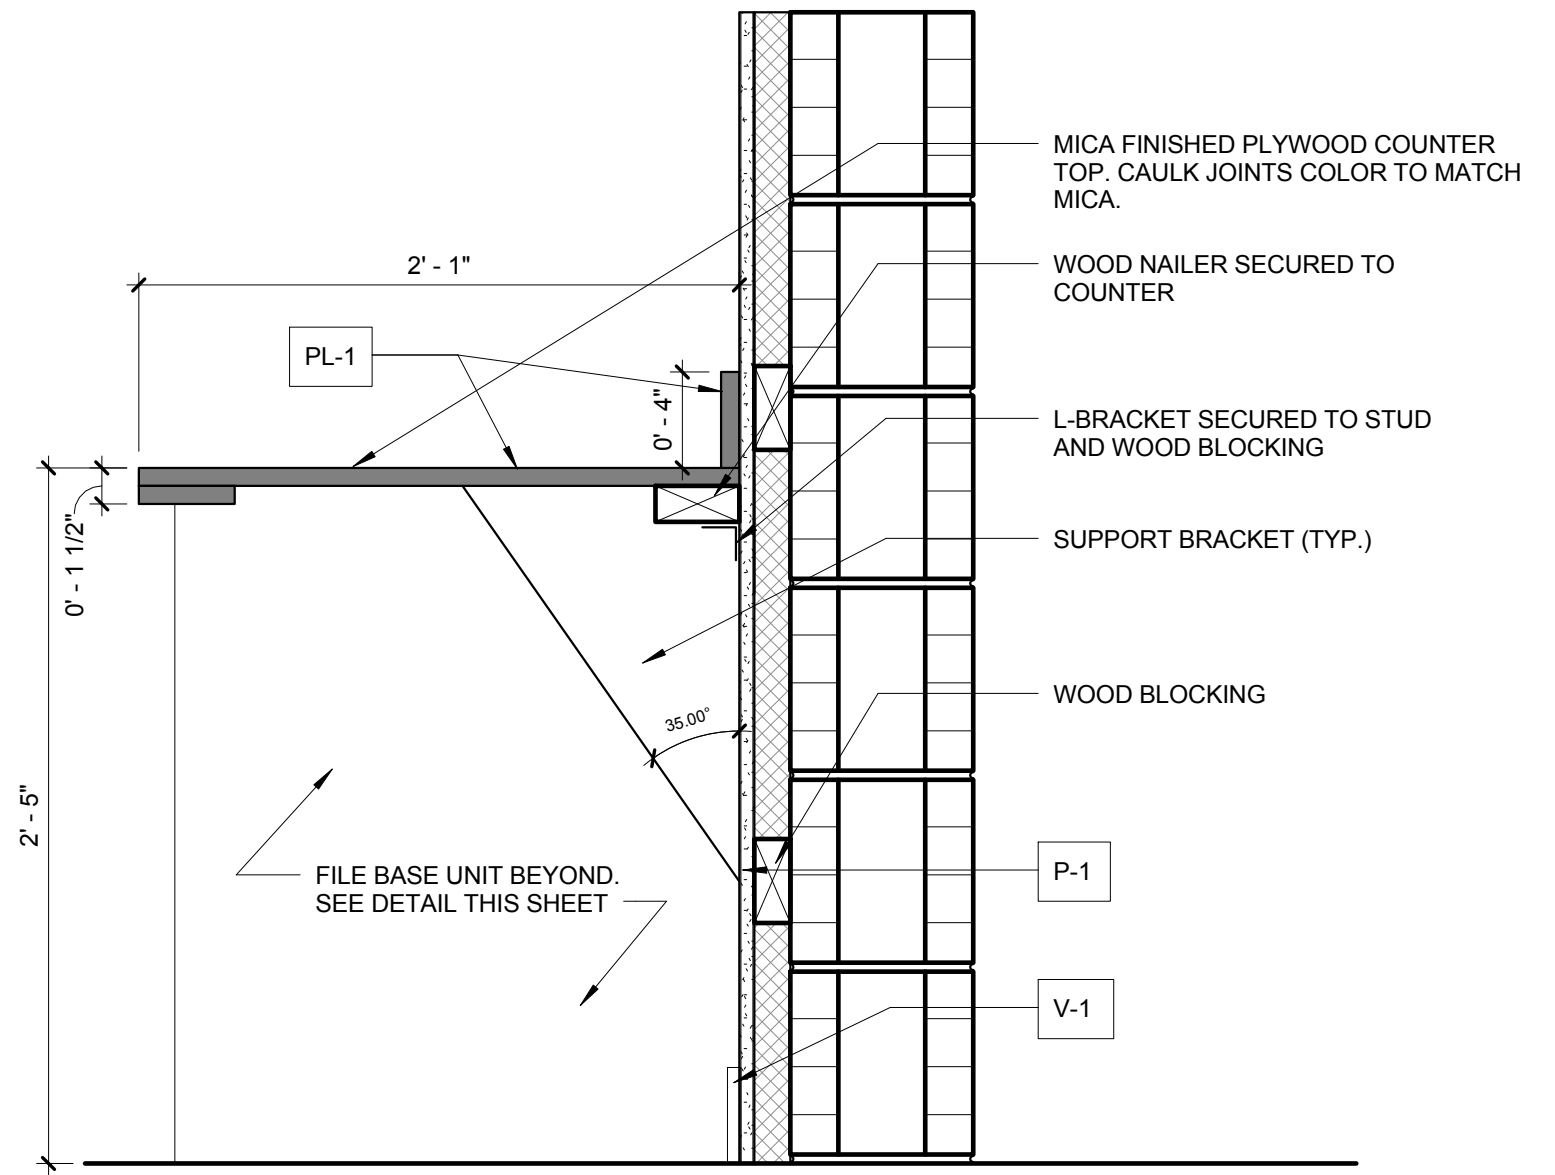 MICA FINISHED PLYWOOD COUNTER
TOP. CAULK JOINTS COLOR TO MATCH
MICA.
2' - 1"
WOOD NAILER SECURED TO
COUNTER
PL-1
0' - 4"
L-BRACKET SECURED TO STUD
AND WOOD BLOCKING
0' - 1 1/2"
SUPPORT BRACKET (TYP.)
WOOD BLOCKING
35.00°
2' - 5"
FILE BASE UNIT BEYOND.
SEE DETAIL THIS SHEET
P-1
V-1